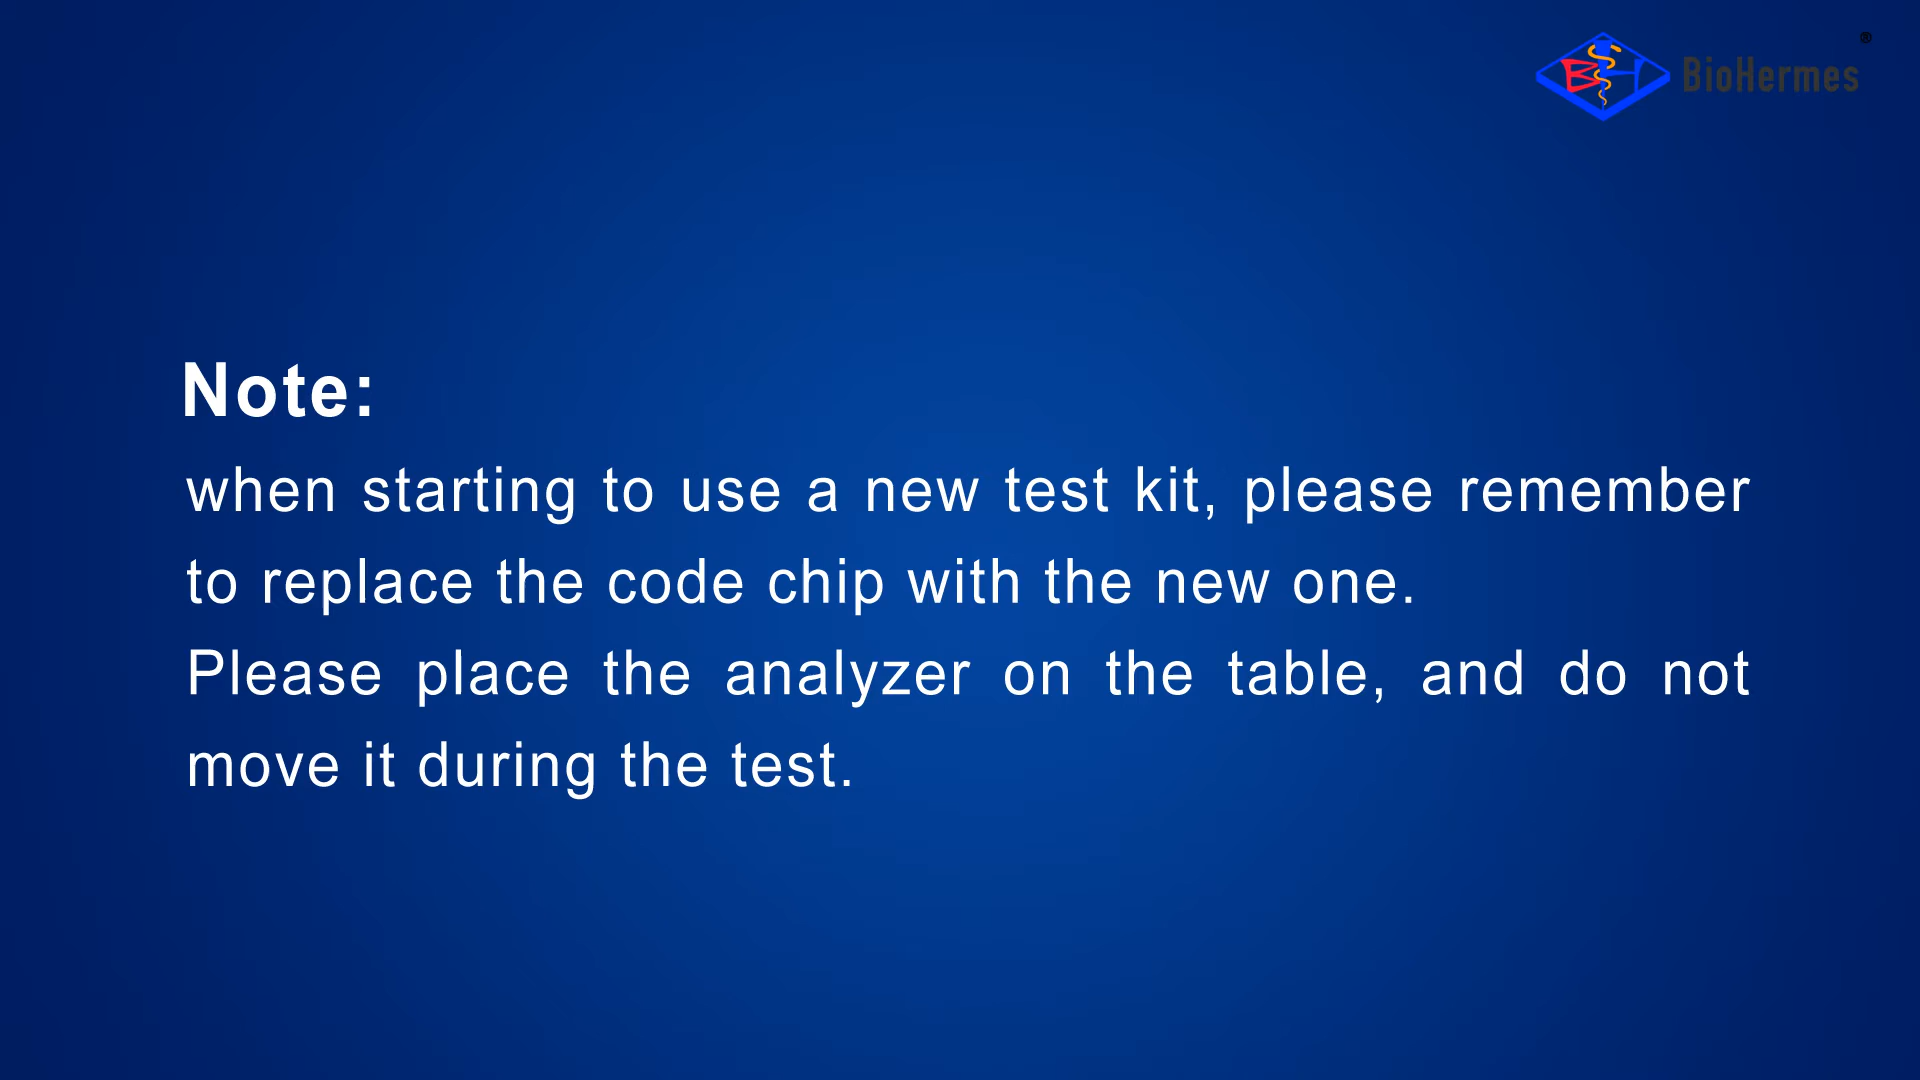 BioHermes®
Note:
when starting to use a new test kit, please remember
to replace the code chip with the new one.
Please place the analyzer on the table, and do not
move it during the test.